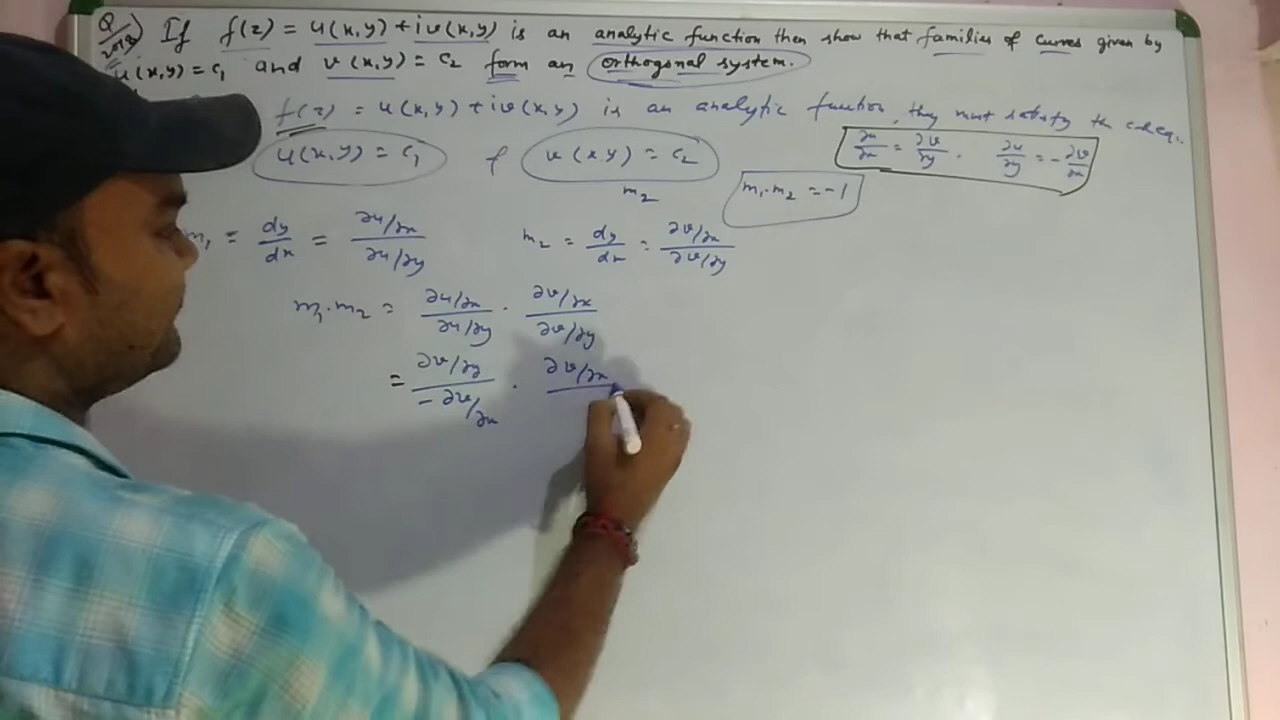 Q If f(z) = u(x,y) + iv(x,y) is an analytic function then show that families of curves given by
2018 u(x,y) = c₁ and v(x,y) = c₂ form an orthogonal system.
f(z) = u(x,y) + iv(x,y) is an analytic function, they must satisfy the
u(x,y) = c₁ & v(xy) = c₂ ∂u/∂x = ∂v/∂y . ∂u/∂y = - ∂v/∂x
m₂ m₁·m₂ = -1
m₁ = dy/dx = ∂u/∂x / ∂u/∂y m₂ = dy/dx = ∂v/∂x / ∂v/∂y
m₁·m₂ = ∂u/∂x / ∂u/∂y · ∂v/∂x / ∂v/∂y
= ∂v/∂y / -∂v/∂x · ∂v/∂x